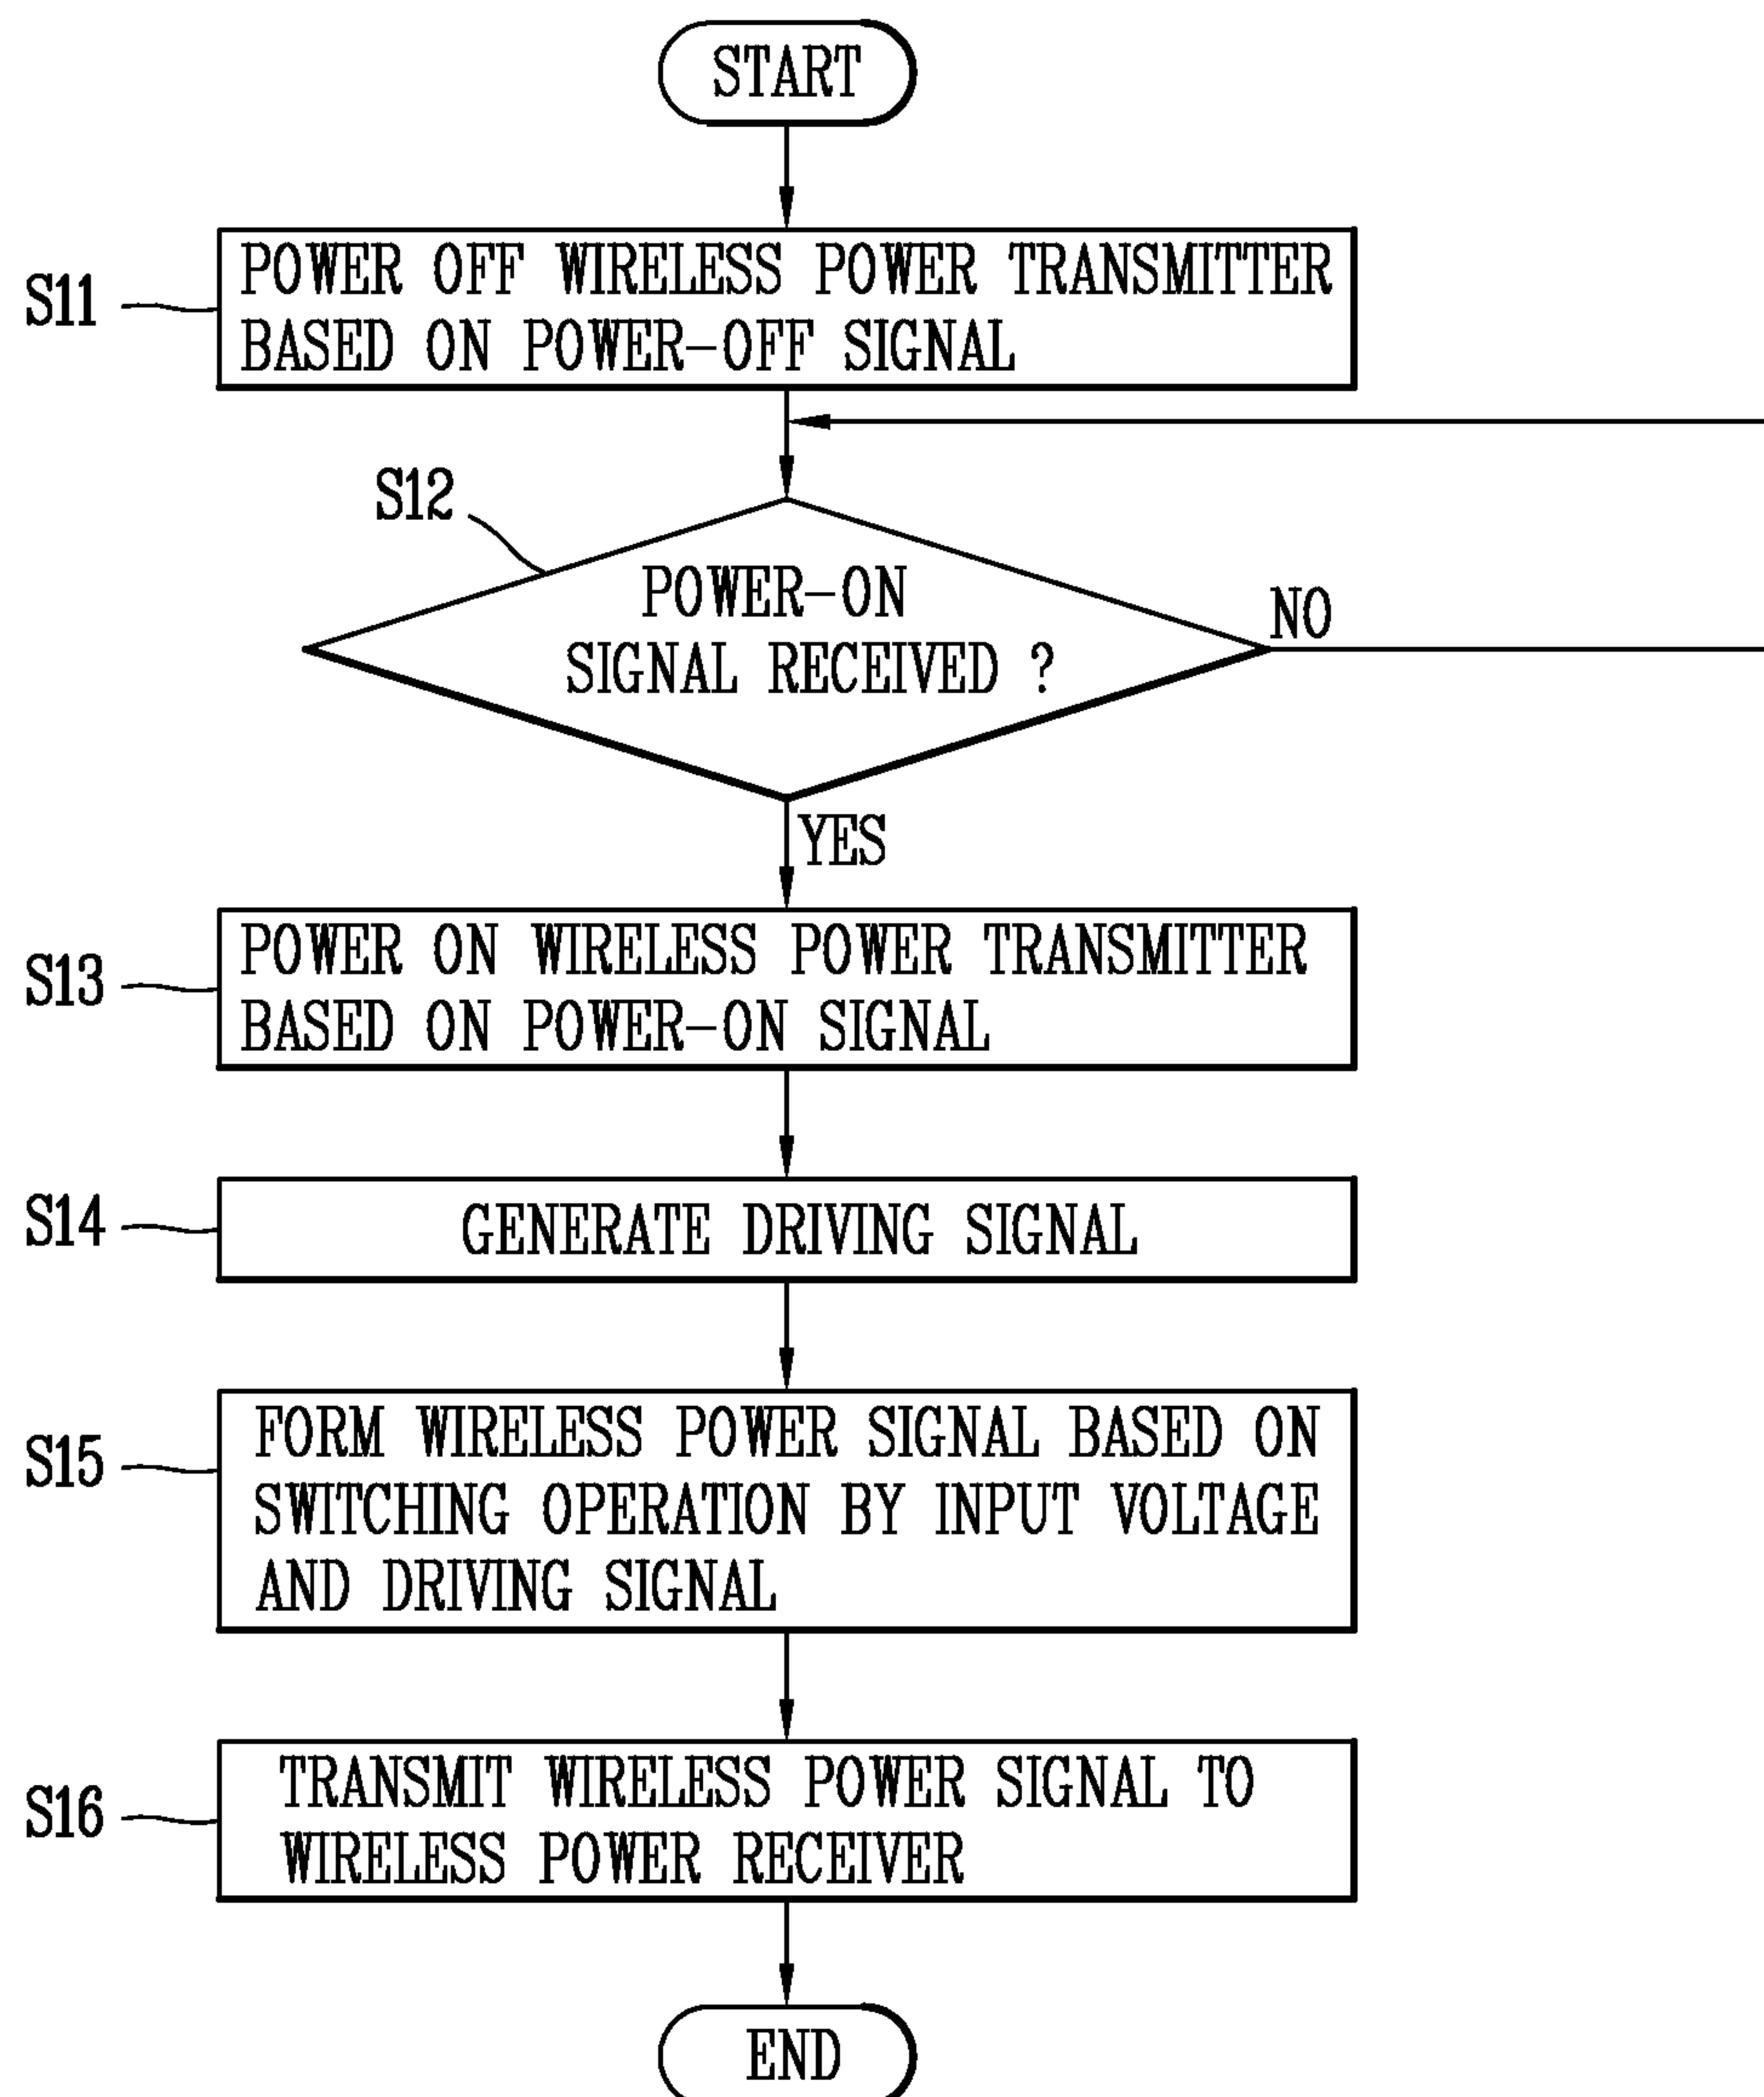 START
S11
POWER OFF WIRELESS POWER TRANSMITTER
BASED ON POWER-OFF SIGNAL
S12
POWER-ON
SIGNAL RECEIVED ?
NO
YES
S13
POWER ON WIRELESS POWER TRANSMITTER
BASED ON POWER-ON SIGNAL
S14
GENERATE DRIVING SIGNAL
S15
FORM WIRELESS POWER SIGNAL BASED ON
SWITCHING OPERATION BY INPUT VOLTAGE
AND DRIVING SIGNAL
S16
TRANSMIT WIRELESS POWER SIGNAL TO
WIRELESS POWER RECEIVER
END